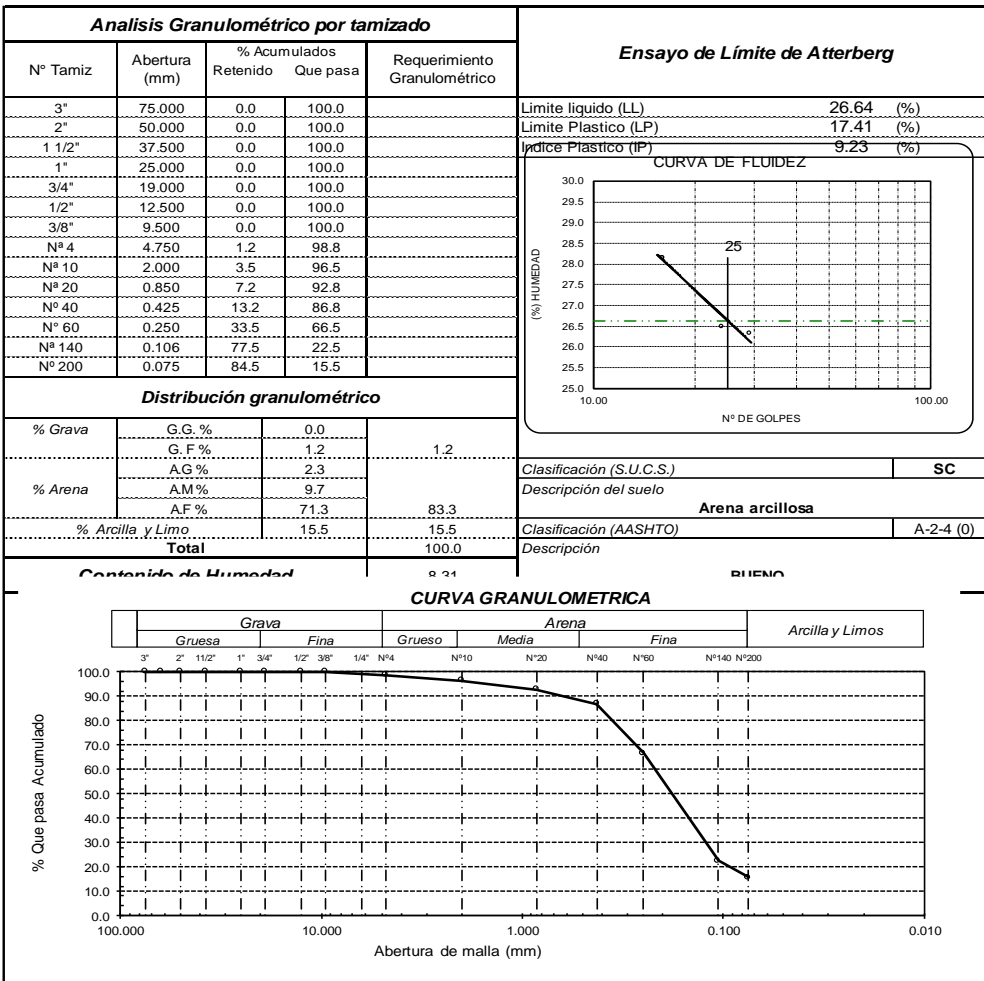 Analisis Granulométrico por tamizado
N° Tamiz Abertura (mm) % Acumulados Retenido Que pasa Requerimiento Granulométrico
3" 75.000 0.0 100.0
2" 50.000 0.0 100.0
1 1/2" 37.500 0.0 100.0
1" 25.000 0.0 100.0
3/4" 19.000 0.0 100.0
1/2" 12.500 0.0 100.0
3/8" 9.500 0.0 100.0
Nª 4 4.750 1.2 98.8
Nª 10 2.000 3.5 96.5
Nª 20 0.850 7.2 92.8
Nº 40 0.425 13.2 86.8
N° 60 0.250 33.5 66.5
Nª 140 0.106 77.5 22.5
Nº 200 0.075 84.5 15.5
Distribución granulométrico
% Grava G.G. % 0.0
G. F % 1.2 1.2
A.G % 2.3
% Arena A.M % 9.7
A.F % 71.3 83.3
% Arcilla y Limo 15.5 15.5
Total 100.0
Contenido de Humedad 8.31
Ensayo de Límite de Atterberg
Limite liquido (LL) 26.64 (%)
Limite Plastico (LP) 17.41 (%)
Indice Plastico (IP) 9.23 (%)
CURVA DE FLUIDEZ
(%) HUMEDAD
30.0
29.5
29.0
28.5
28.0
27.5
27.0
26.5
26.0
25.5
25.0
25
10.00 100.00
Nº DE GOLPES
Clasificación (S.U.C.S.) SC
Descripción del suelo
Arena arcillosa
Clasificación (AASHTO) A-2-4 (0)
Descripción
BUENO
CURVA GRANULOMETRICA
Grava Arena Arcilla y Limos
Gruesa Fina Grueso Media Fina
3" 2" 11/2" 1" 3/4" 1/2" 3/8" 1/4" Nº4 N°10 N°20 N°40 N°60 N°140 N°200
% Que pasa Acumulado
100.0
90.0
80.0
70.0
60.0
50.0
40.0
30.0
20.0
10.0
0.0
100.000 10.000 1.000 0.100 0.010
Abertura de malla (mm)